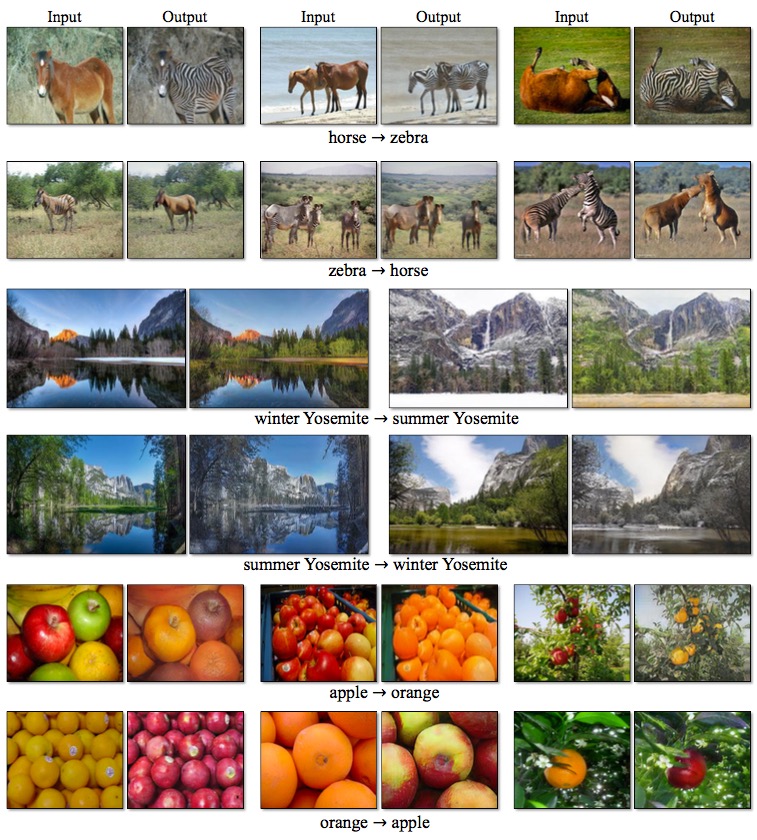 Input Output Input Output Input Output
horse → zebra
zebra → horse
winter Yosemite → summer Yosemite
summer Yosemite → winter Yosemite
apple → orange
orange → apple